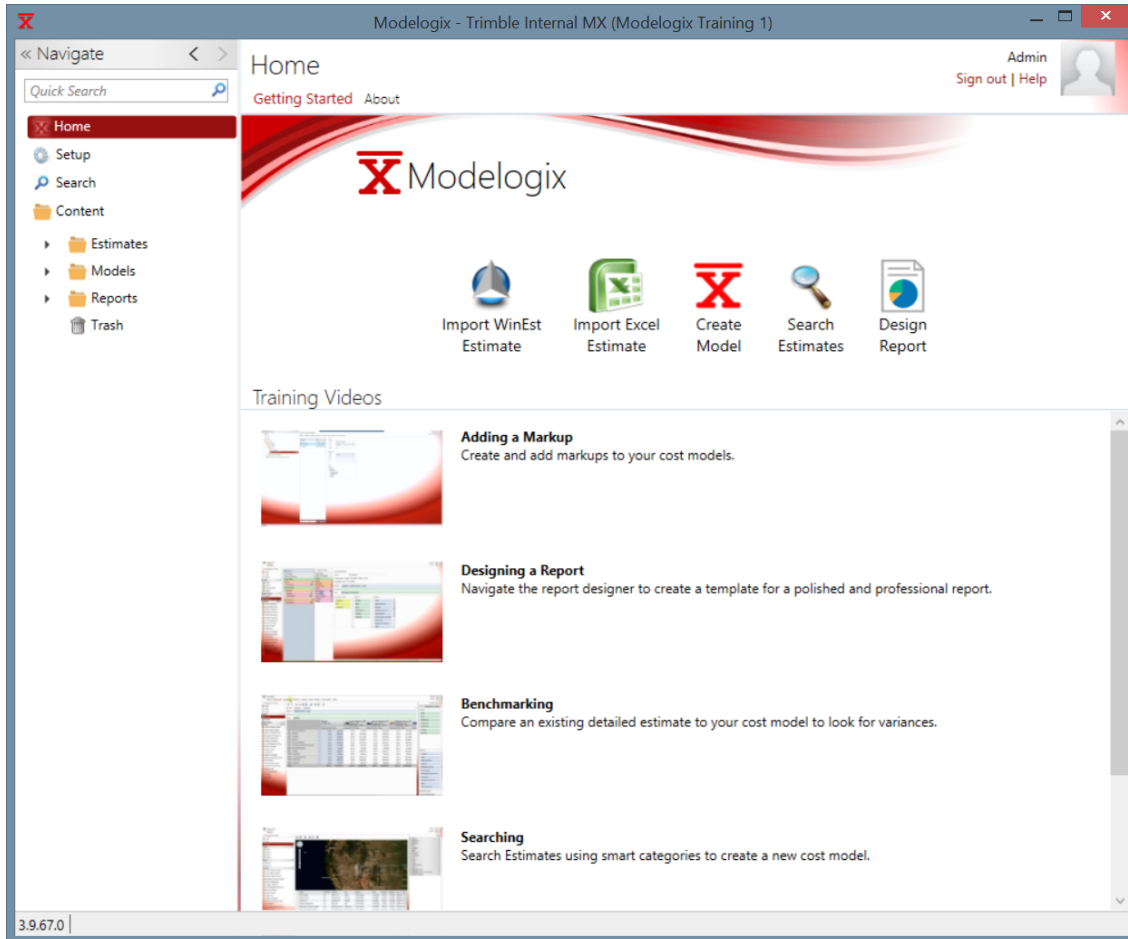 Modelogix - Trimble Internal MX (Modelogix Training 1)
« Navigate
Quick Search
Home
Setup
Search
Content
Estimates
Models
Reports
Trash
Home
Getting Started About
Admin
Sign out | Help
X Modelogix
Import WinEst
Estimate
Import Excel
Estimate
Create
Model
Search
Estimates
Design
Report
Training Videos
Adding a Markup
Create and add markups to your cost models.
Designing a Report
Navigate the report designer to create a template for a polished and professional report.
Benchmarking
Compare an existing detailed estimate to your cost model to look for variances.
Searching
Search Estimates using smart categories to create a new cost model.
3.9.67.0